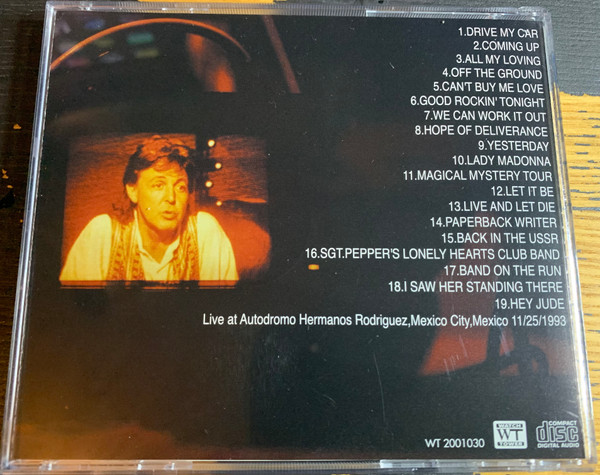 1.DRIVE MY CAR
2.COMING UP
3.ALL MY LOVING
4.OFF THE GROUND
5.CAN'T BUY ME LOVE
6.GOOD ROCKIN' TONIGHT
7.WE CAN WORK IT OUT
8.HOPE OF DELIVERANCE
9.YESTERDAY
10.LADY MADONNA
11.MAGICAL MYSTERY TOUR
12.LET IT BE
13.LIVE AND LET DIE
14.PAPERBACK WRITER
15.BACK IN THE USSR
16.SGT.PEPPER'S LONELY HEARTS CLUB BAND
17.BAND ON THE RUN
18.I SAW HER STANDING THERE
19.HEY JUDE
Live at Autodromo Hermanos Rodriguez,Mexico City,Mexico 11/25/1993
WT 2001030
WATCH
WT
TOWER
COMPACT
disc
DIGITAL AUDIO